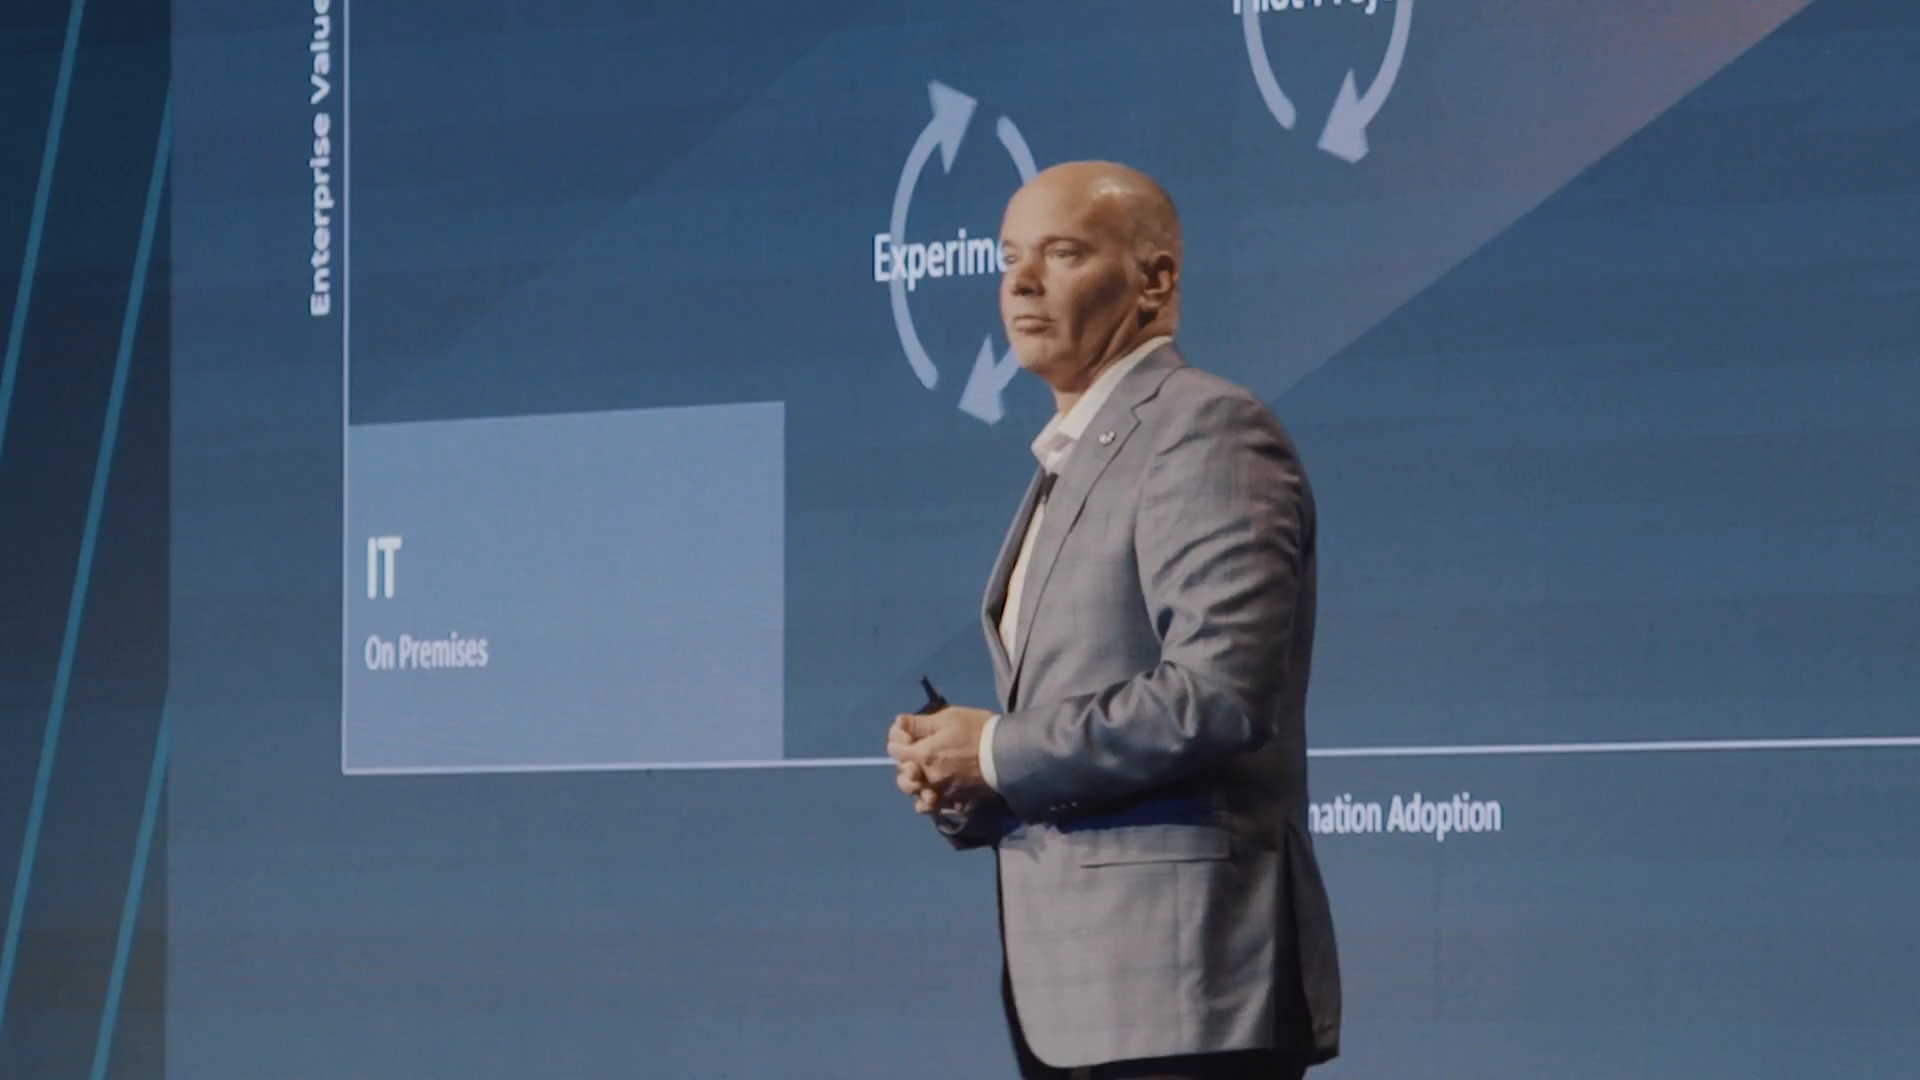 Enterprise Value
Experime
IT
On Premises
nation Adoption